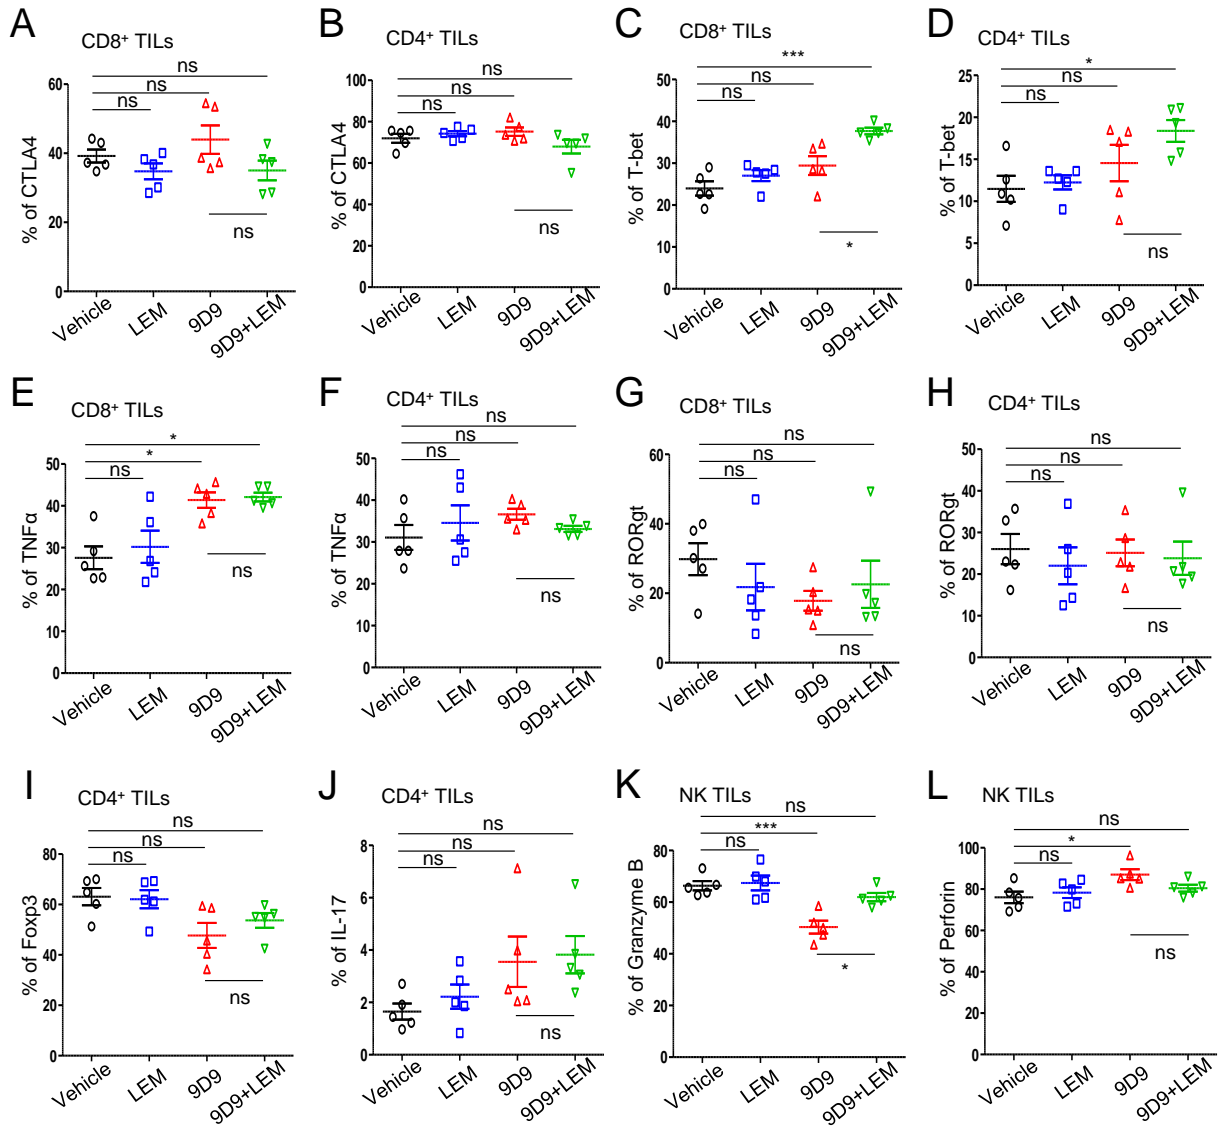 A
CD8+ TILs
ns
ns
ns
% of CTLA4
60
40
20
0
ns
Vehicle
LEM
9D9
9D9+LEM
B
CD4+ TILs
ns
ns
ns
% of CTLA4
100
80
60
40
20
0
ns
Vehicle
LEM
9D9
9D9+LEM
C
CD8+ TILs
***
ns
ns
% of T-bet
50
40
30
20
10
0
*
Vehicle
LEM
9D9
9D9+LEM
D
CD4+ TILs
*
ns
ns
% of T-bet
25
20
15
10
5
0
ns
Vehicle
LEM
9D9
9D9+LEM
E
CD8+ TILs
*
*
ns
% of TNFα
50
40
30
20
10
0
ns
Vehicle
LEM
9D9
9D9+LEM
F
CD4+ TILs
ns
ns
ns
% of TNFα
50
40
30
20
10
0
ns
Vehicle
LEM
9D9
9D9+LEM
G
CD8+ TILs
ns
ns
ns
% of RORgt
60
40
20
0
ns
Vehicle
LEM
9D9
9D9+LEM
H
CD4+ TILs
ns
ns
ns
% of RORgt
50
40
30
20
10
0
ns
Vehicle
LEM
9D9
9D9+LEM
I
CD4+ TILs
ns
ns
ns
% of Foxp3
80
60
40
20
0
ns
Vehicle
LEM
9D9
9D9+LEM
J
CD4+ TILs
ns
ns
ns
% of IL-17
8
6
4
2
0
ns
Vehicle
LEM
9D9
9D9+LEM
K
NK TILs
ns
***
ns
% of Granzyme B
80
60
40
20
0
*
Vehicle
LEM
9D9
9D9+LEM
L
NK TILs
ns
*
ns
% of Perforin
100
80
60
40
20
0
ns
Vehicle
LEM
9D9
9D9+LEM